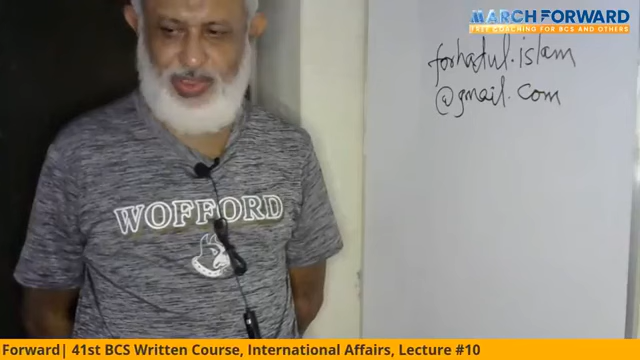 MARCH FORWARD
FREE COACHING FOR BCS AND OTHERS
forhadul.islam
@gmail.com
WOFFORD
Forward| 41st BCS Written Course, International Affairs, Lecture #10